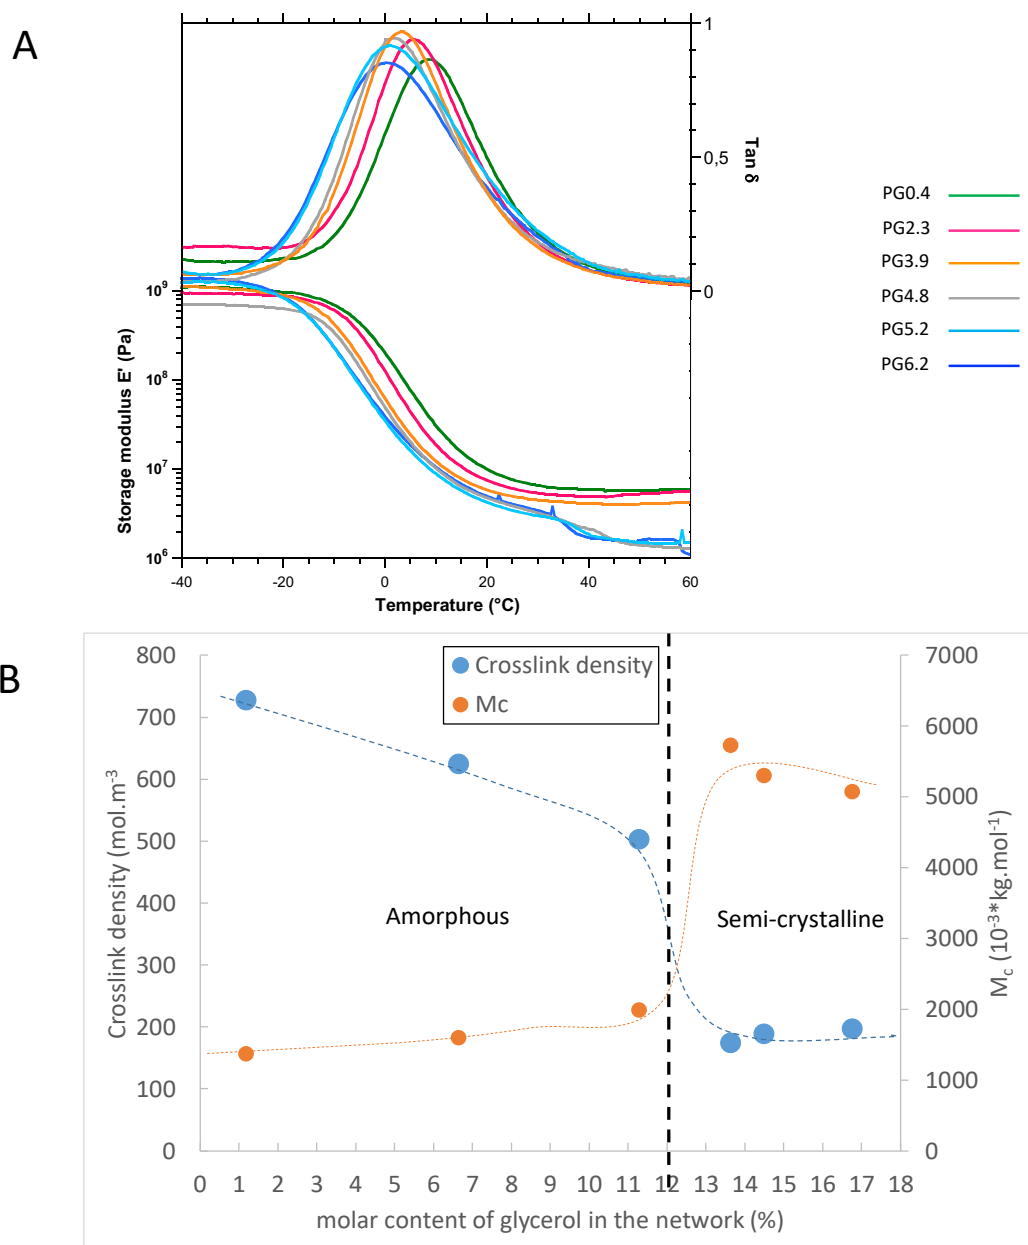 A
1
0,5
0
Tan δ
10⁹
10⁸
10⁷
10⁶
Storage modulus E' (Pa)
-40
-20
0
20
40
60
Temperature (°C)
PG0.4
PG2.3
PG3.9
PG4.8
PG5.2
PG6.2
B
800
700
600
500
400
300
200
100
0
Crosslink density (mol.m⁻³)
Crosslink density
Mc
Amorphous
Semi-crystalline
7000
6000
5000
4000
3000
2000
1000
0
M_c (10⁻³*kg.mol⁻¹)
0 1 2 3 4 5 6 7 8 9 10 11 12 13 14 15 16 17 18
molar content of glycerol in the network (%)